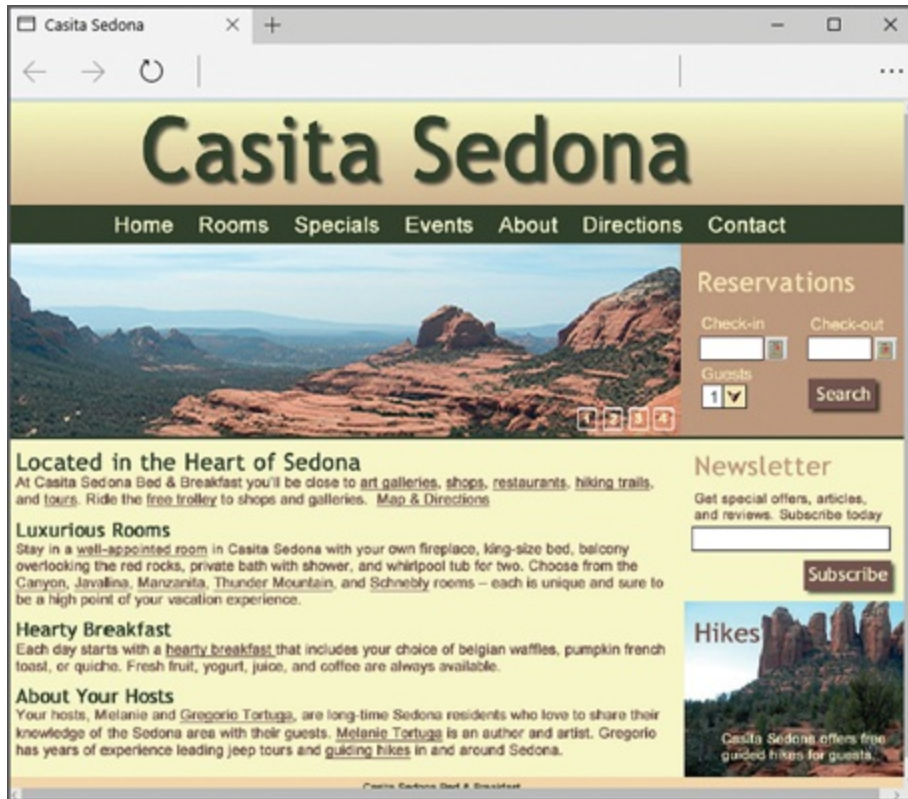 Casita Sedona
Casita Sedona
Home Rooms Specials Events About Directions Contact
Reservations
Check-in Check-out
Guests
1
Search
1 2 3 4
Located in the Heart of Sedona
At Casita Sedona Bed & Breakfast you'll be close to art galleries, shops, restaurants, hiking trails,
and tours. Ride the free trolley to shops and galleries. Map & Directions
Luxurious Rooms
Stay in a well-appointed room in Casita Sedona with your own fireplace, king-size bed, balcony
overlooking the red rocks, private bath with shower, and whirlpool tub for two. Choose from the
Canyon, Javalina, Manzanita, Thunder Mountain, and Schnebly rooms – each is unique and sure to
be a high point of your vacation experience.
Hearty Breakfast
Each day starts with a hearty breakfast that includes your choice of belgian waffles, pumpkin french
toast, or quiche. Fresh fruit, yogurt, juice, and coffee are always available.
About Your Hosts
Your hosts, Melanie and Gregorio Tortuga, are long-time Sedona residents who love to share their
knowledge of the Sedona area with their guests. Melanie Tortuga is an author and artist. Gregorio
has years of experience leading jeep tours and guiding hikes in and around Sedona.
Newsletter
Get special offers, articles,
and reviews. Subscribe today
Subscribe
Hikes
Casita Sedona offers free
guided hikes for guests.
Casita Sedona Bed & Breakfast